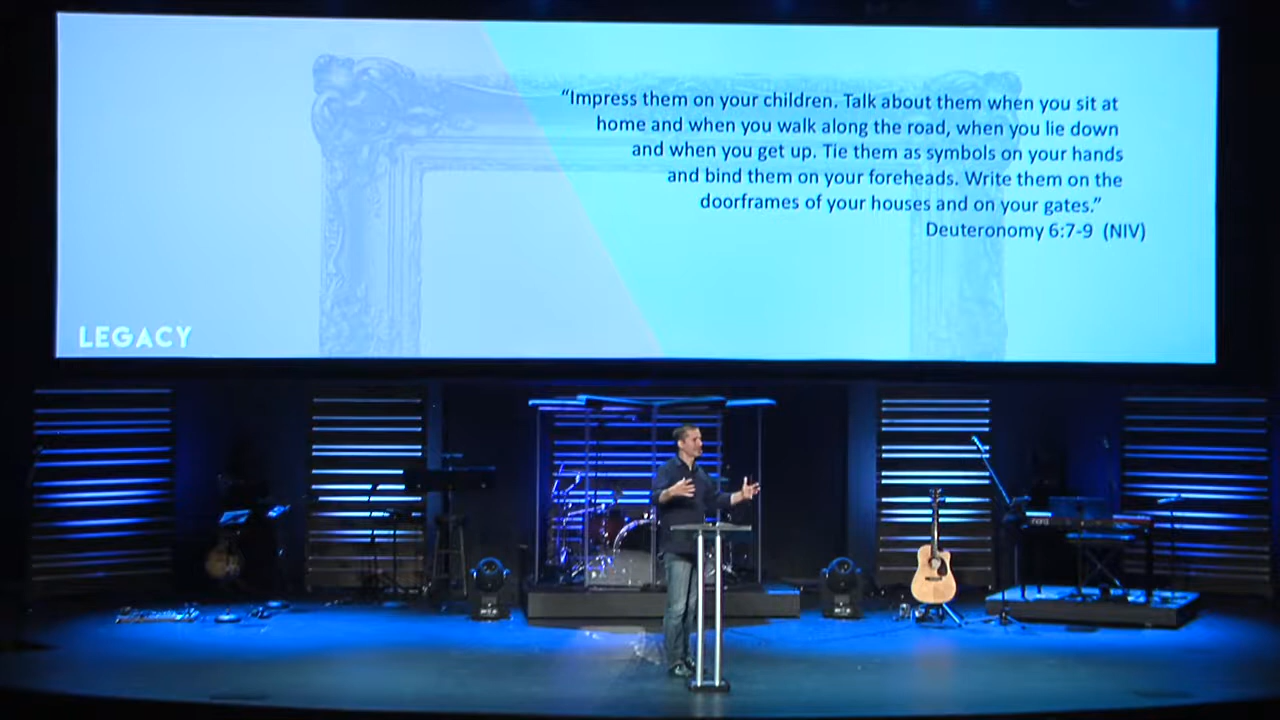 “Impress them on your children. Talk about them when you sit at
home and when you walk along the road, when you lie down
and when you get up. Tie them as symbols on your hands
and bind them on your foreheads. Write them on the
doorframes of your houses and on your gates.”
Deuteronomy 6:7-9 (NIV)
LEGACY
nord